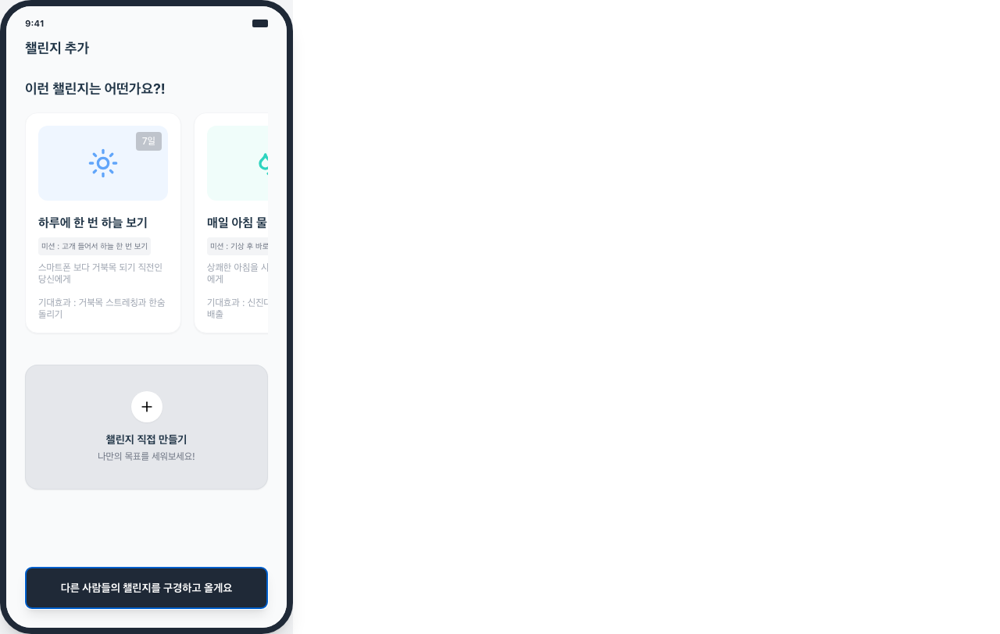 9:41
챌린지 추가
이런 챌린지는 어떤가요?!
7일
하루에 한 번 하늘 보기
미션 : 고개 들어서 하늘 한 번 보기
스마트폰 보다 거북목 되기 직전인
당신에게
기대효과 : 거북목 스트레칭과 한숨
돌리기
매일 아침 물
미션 : 기상 후 바로
상쾌한 아침을 시
에게
기대효과 : 신진대
배출
챌린지 직접 만들기
나만의 목표를 세워보세요!
다른 사람들의 챌린지를 구경하고 올게요